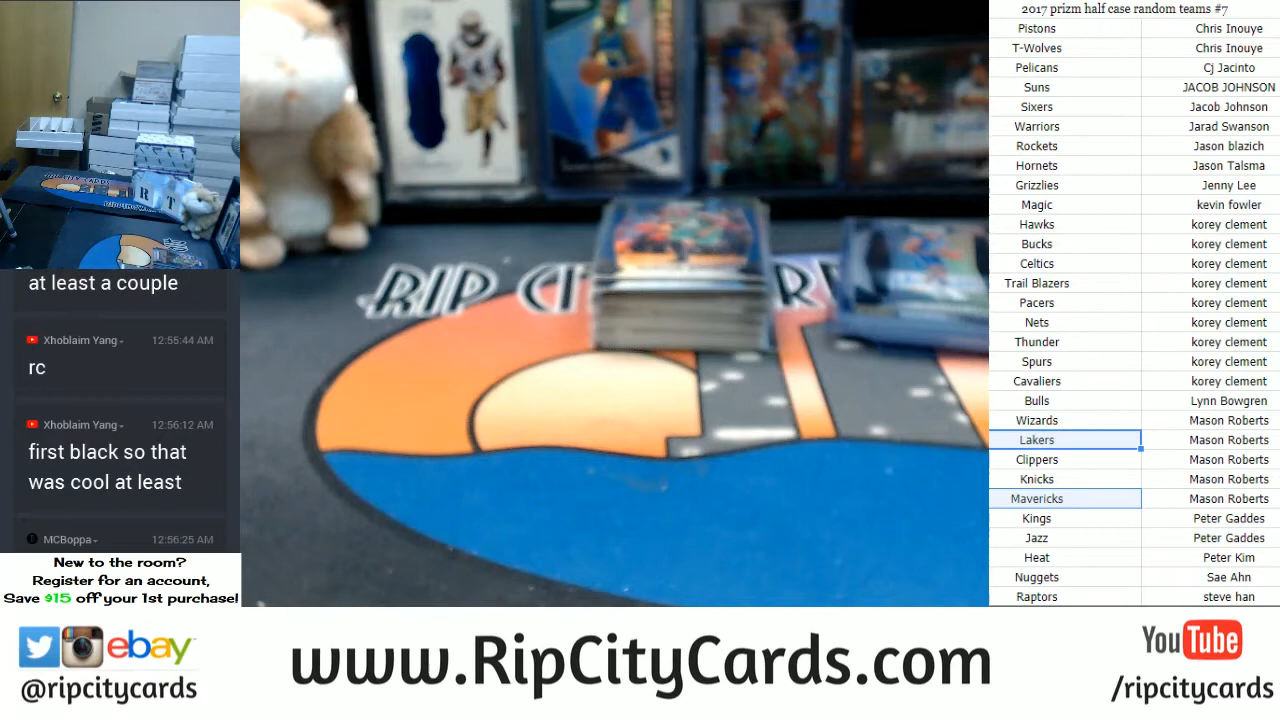 at least a couple
Xhoblaim Yang
12:55:44 AM
rc
Xhoblaim Yang
12:56:12 AM
first black so that
was cool at least
MCBoppa
12:56:25 AM
New to the room?
Register for an account,
Save $15 off your 1st purchase!
RIP CI
2017 prizm half case random teams #7
Pistons Chris Inouye
T-Wolves Chris Inouye
Pelicans Cj Jacinto
Suns JACOB JOHNSON
Sixers Jacob Johnson
Warriors Jarad Swanson
Rockets Jason blazich
Hornets Jason Talsma
Grizzlies Jenny Lee
Magic kevin fowler
Hawks korey clement
Bucks korey clement
Celtics korey clement
Trail Blazers korey clement
Pacers korey clement
Nets korey clement
Thunder korey clement
Spurs korey clement
Cavaliers korey clement
Bulls Lynn Bowgren
Wizards Mason Roberts
Lakers Mason Roberts
Clippers Mason Roberts
Knicks Mason Roberts
Mavericks Mason Roberts
Kings Peter Gaddes
Jazz Peter Gaddes
Heat Peter Kim
Nuggets Sae Ahn
Raptors steve han
ebay
@ripcitycards
www.RipCityCards.com
YouTube
/ripcitycards